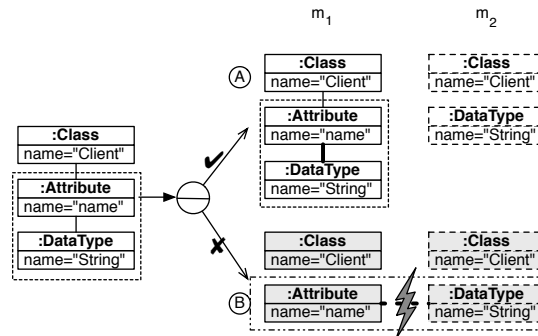 m1
m2
A
:Class
name="Client"
:Attribute
name="name"
:DataType
name="String"
:Class
name="Client"
:DataType
name="String"
:Class
name="Client"
:Attribute
name="name"
:DataType
name="String"
B
:Class
name="Client"
:Attribute
name="name"
:Class
name="Client"
:DataType
name="String"